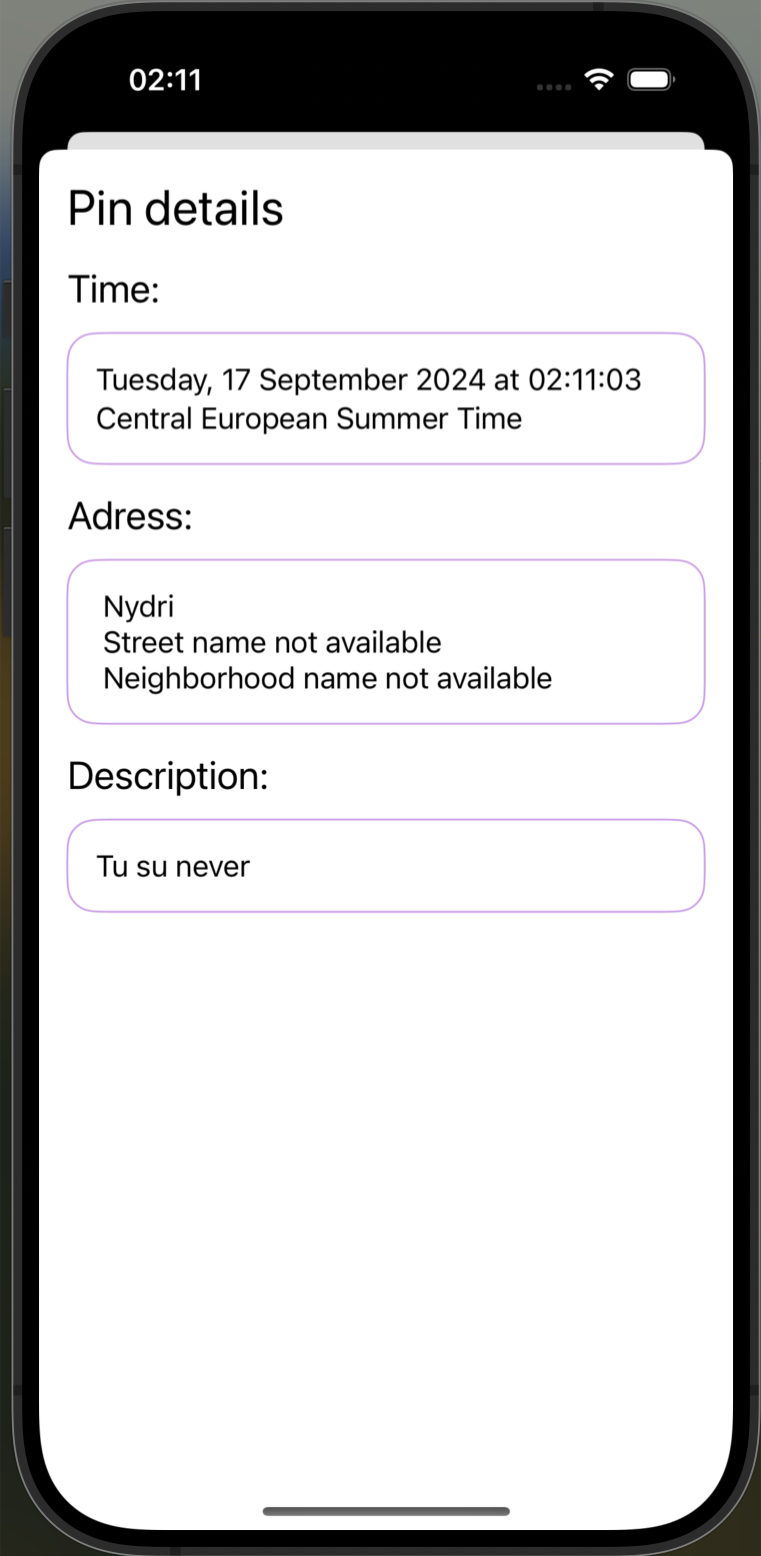 02:11
Pin details
Time:
Tuesday, 17 September 2024 at 02:11:03
Central European Summer Time
Adress:
Nydri
Street name not available
Neighborhood name not available
Description:
Tu su never